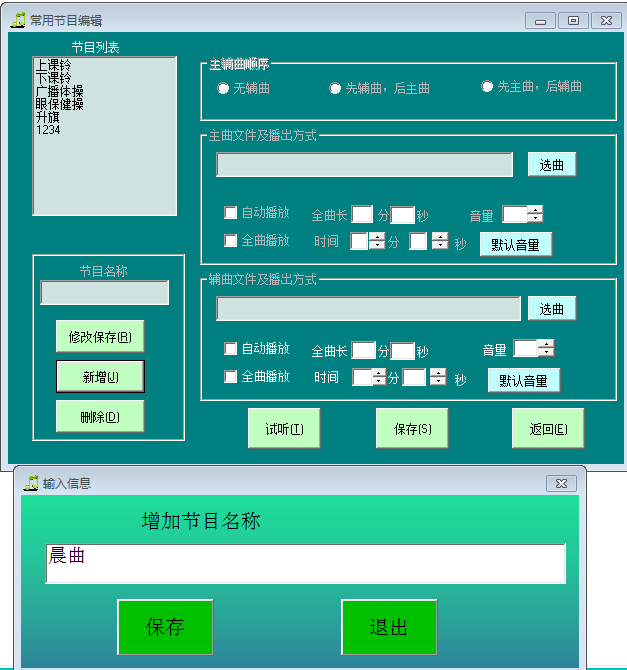 常用节目编辑
节目列表
上课铃
下课铃
广播体操
眼保健操
升旗
1234
主辅曲顺序
无辅曲
先辅曲，后主曲
先主曲，后辅曲
主曲文件及播出方式
选曲
自动播放 全曲长 分 秒 音量
全曲播放 时间 分 秒 默认音量
节目名称
修改保存(R)
新增(U)
删除(D)
辅曲文件及播出方式
选曲
自动播放 全曲长 分 秒 音量
全曲播放 时间 分 秒 默认音量
试听(T) 保存(S) 返回(E)
输入信息
增加节目名称
晨曲
保存 退出